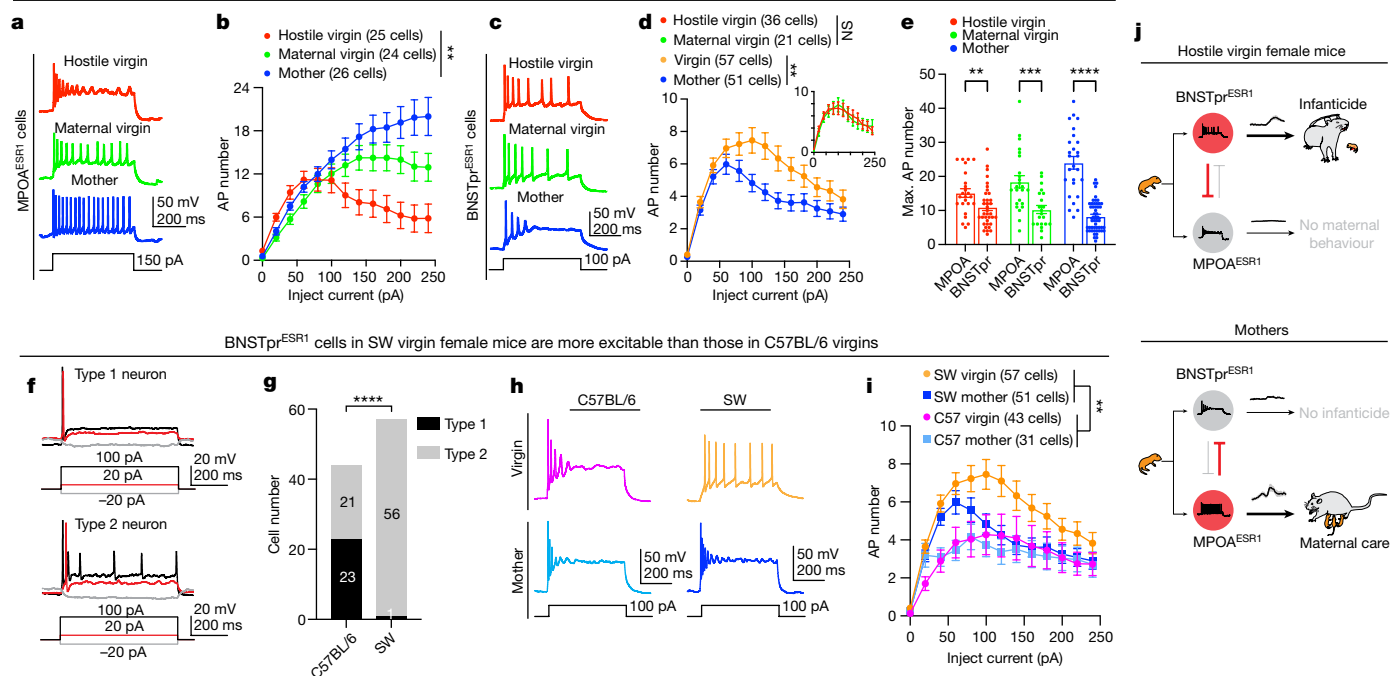 a
MPOA^ESR1 cells
Hostile virgin
Maternal virgin
Mother
50 mV
200 ms
150 pA
b
Hostile virgin (25 cells)
Maternal virgin (24 cells)
Mother (26 cells)
**
AP number
24
18
12
6
0
0 50 100 150 200 250
Inject current (pA)
c
BNSTpr^ESR1 cells
Hostile virgin
Maternal virgin
Mother
50 mV
200 ms
100 pA
d
Hostile virgin (36 cells)
Maternal virgin (21 cells)
NS
Virgin (57 cells)
Mother (51 cells)
**
AP number
10
8
6
4
2
0
0 50 100 150 200 250
Inject current (pA)
10
0
0 250
e
Hostile virgin
Maternal virgin
Mother
Max. AP number
50
40
30
20
10
0
** *** ****
MPOA BNSTpr MPOA BNSTpr MPOA BNSTpr
j
Hostile virgin female mice
BNSTpr^ESR1
Infanticide
No maternal
behaviour
MPOA^ESR1
Mothers
BNSTpr^ESR1
No infanticide
MPOA^ESR1
Maternal care
BNSTpr^ESR1 cells in SW virgin female mice are more excitable than those in C57BL/6 virgins
f
Type 1 neuron
100 pA
20 pA
–20 pA
20 mV
200 ms
Type 2 neuron
100 pA
20 pA
–20 pA
20 mV
200 ms
g
****
Type 1
Type 2
Cell number
60
40
20
0
21
23
56
1
C57BL/6 SW
h
C57BL/6 SW
Virgin
Mother
50 mV
200 ms
100 pA
50 mV
200 ms
100 pA
i
SW virgin (57 cells)
SW mother (51 cells)
C57 virgin (43 cells)
C57 mother (31 cells)
**
AP number
10
8
6
4
2
0
0 50 100 150 200 250
Inject current (pA)